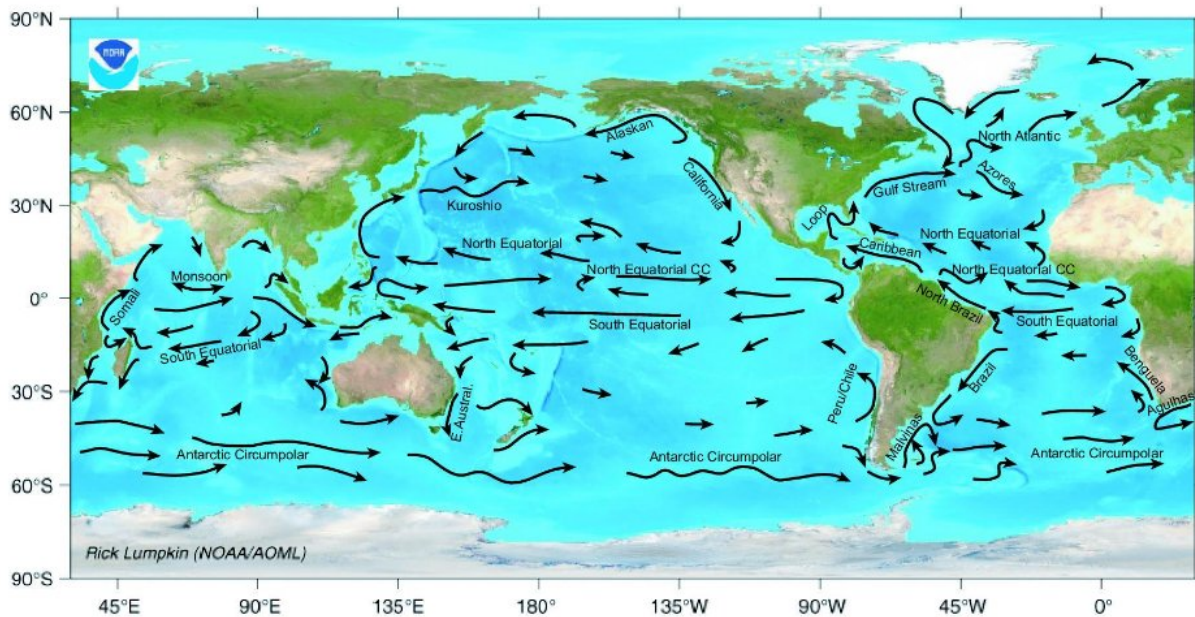 90°N
NOAA
60°N
Alaskan
North Atlantic
Azores
California
Gulf Stream
30°N
Kuroshio
Loop
North Equatorial
North Equatorial
Caribbean
Monsoon
North Equatorial CC
North Equatorial CC
0°
Somali
North Brazil
South Equatorial
South Equatorial
South Equatorial
Brazil
Benguela
30°S
E. Austral.
Peru/Chile
Agulhas
Malvinas
Antarctic Circumpolar
Antarctic Circumpolar
Antarctic Circumpolar
60°S
Rick Lumpkin (NOAA/AOML)
90°S
45°E
90°E
135°E
180°
135°W
90°W
45°W
0°